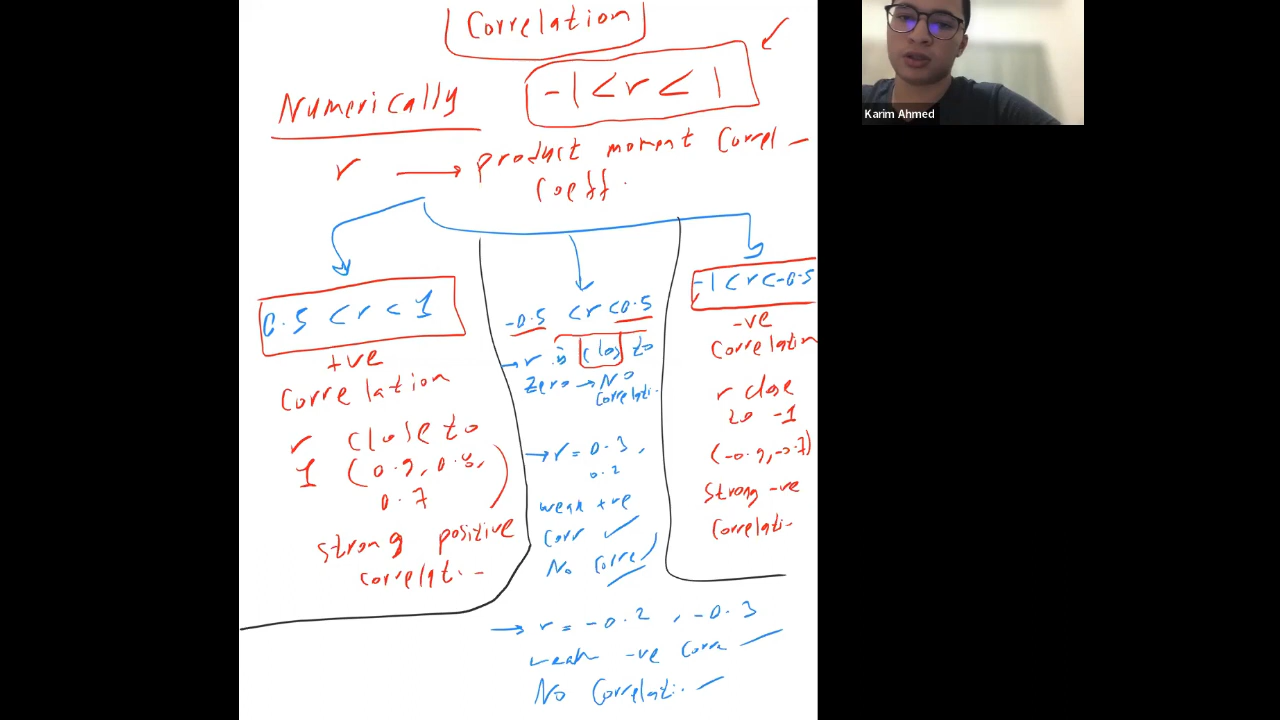 Correlation
-1 < r < 1
Numerically
r → product moment Correl -
Coeff.
0.5 < r < 1
+ve
Correlation
r close to
1 (0.9, 0.8,
0.7)
strong positive
correlati -
-0.5 < r < 0.5
→ r is close to
zero → No
Correlati.
→ r = 0.3,
0.2
weak +ve
Corr ✓
No Corre
-1 < r < -0.5
-ve
Correlation
r close
to -1
(-0.9, -0.7)
Strong -ve
Correlati-
→ r = -0.2, -0.3
weak -ve Corre
No Correlati.
Karim Ahmed